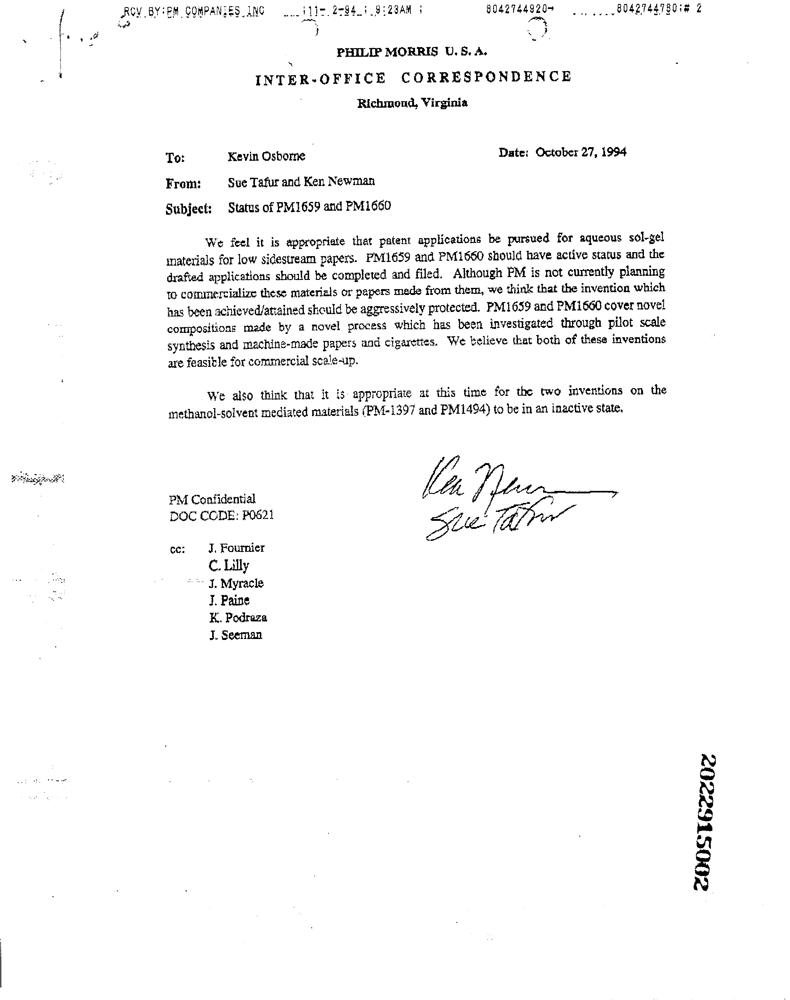 RCV BY:PM COMPANIES INC ;11- 2-94 ; 9:23AM ; 8042744920→ 8042744780;# 2
PHILIP MORRIS U. S. A.
INTER-OFFICE CORRESPONDENCE
Richmond, Virginia
To: Kevin Osborne Date: October 27, 1994
From: Sue Tafur and Ken Newman
Subject: Status of PM1659 and PM1660
We feel it is appropriate that patent applications be pursued for aqueous sol-gel
materials for low sidestream papers. PM1659 and PM1660 should have active status and the
drafted applications should be completed and filed. Although PM is not currently planning
to commercialize these materials or papers made from them, we think that the invention which
has been achieved/attained should be aggressively protected. PM1659 and PM1660 cover novel
compositions made by a novel process which has been investigated through pilot scale
synthesis and machine-made papers and cigarettes. We believe that both of these inventions
are feasible for commercial scale-up.
We also think that it is appropriate at this time for the two inventions on the
methanol-solvent mediated materials (PM-1397 and PM1494) to be in an inactive state.
Ken Newman
Sue Tafur
PM Confidential
DOC CODE: P0621
cc: J. Fournier
C. Lilly
J. Myracle
J. Paine
K. Podraza
J. Seeman
2022915002